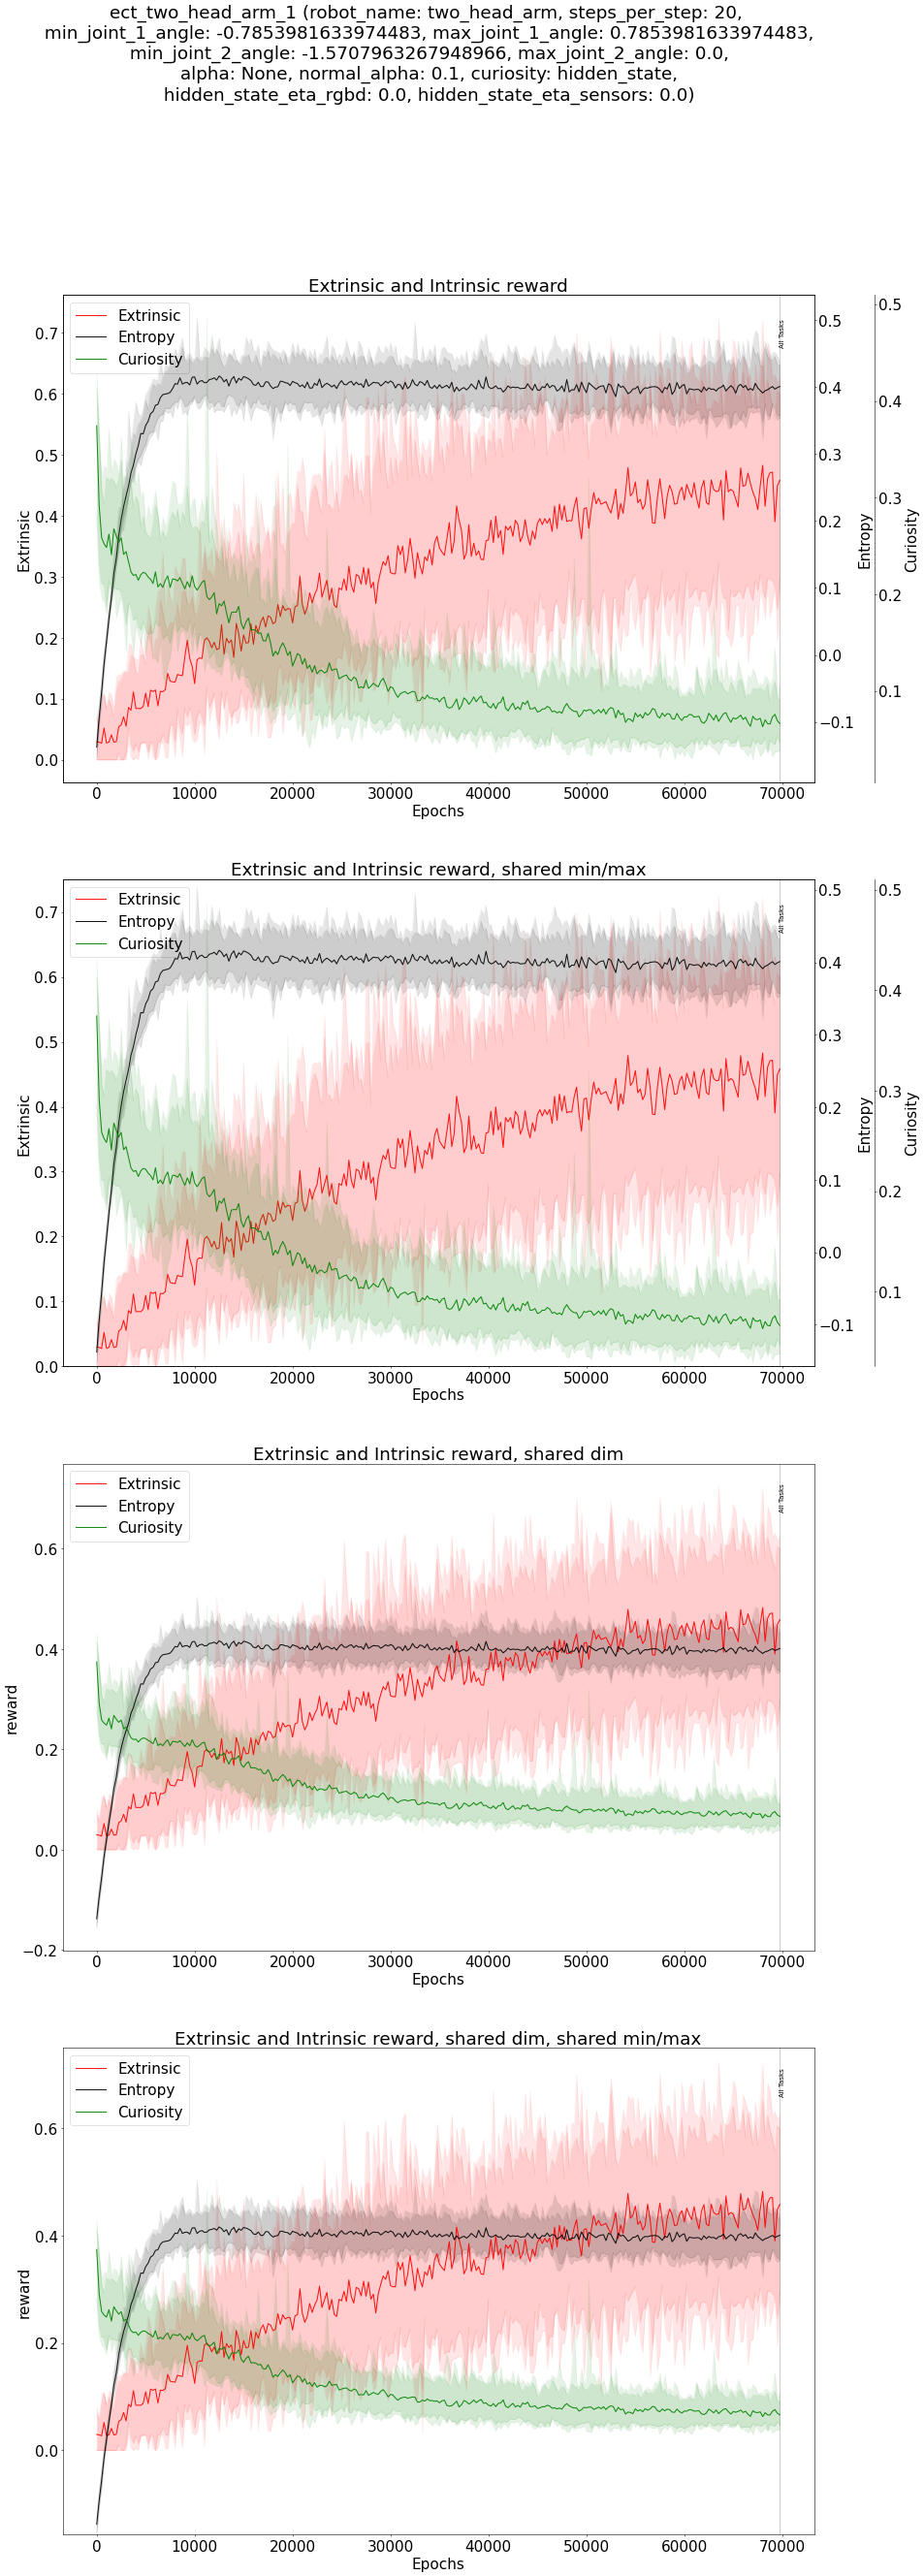 ect_two_head_arm_1 (robot_name: two_head_arm, steps_per_step: 20,
min_joint_1_angle: -0.7853981633974483, max_joint_1_angle: 0.7853981633974483,
min_joint_2_angle: -1.5707963267948966, max_joint_2_angle: 0.0,
alpha: None, normal_alpha: 0.1, curiosity: hidden_state,
hidden_state_eta_rgbd: 0.0, hidden_state_eta_sensors: 0.0)
Extrinsic and Intrinsic reward
Extrinsic
Entropy
Curiosity
All Tasks
0.7
0.6
0.5
0.4
0.3
0.2
0.1
0.0
Extrinsic
0.5
0.4
0.3
0.2
0.1
0.0
−0.1
Entropy
0.5
0.4
0.3
0.2
0.1
Curiosity
0 10000 20000 30000 40000 50000 60000 70000
Epochs
Extrinsic and Intrinsic reward, shared min/max
Extrinsic
Entropy
Curiosity
All Tasks
0.7
0.6
0.5
0.4
0.3
0.2
0.1
0.0
Extrinsic
0.5
0.4
0.3
0.2
0.1
0.0
−0.1
Entropy
0.5
0.4
0.3
0.2
0.1
Curiosity
0 10000 20000 30000 40000 50000 60000 70000
Epochs
Extrinsic and Intrinsic reward, shared dim
Extrinsic
Entropy
Curiosity
All Tasks
0.6
0.4
0.2
0.0
−0.2
reward
0 10000 20000 30000 40000 50000 60000 70000
Epochs
Extrinsic and Intrinsic reward, shared dim, shared min/max
Extrinsic
Entropy
Curiosity
All Tasks
0.6
0.4
0.2
0.0
reward
0 10000 20000 30000 40000 50000 60000 70000
Epochs